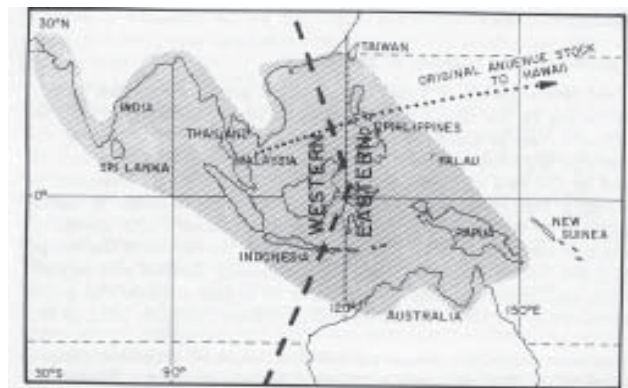 30°N
TAIWAN
ORIGINAL ANUENUE STOCK
TO HAWAII
INDIA
THAILAND
PHILIPPINES
MALAYSIA
PALAU
SRI LANKA
WESTERN
EASTERN
0°
NEW
GUINEA
PAPUA
INDONESIA
120°
150°E
AUSTRALIA
30°S
90°